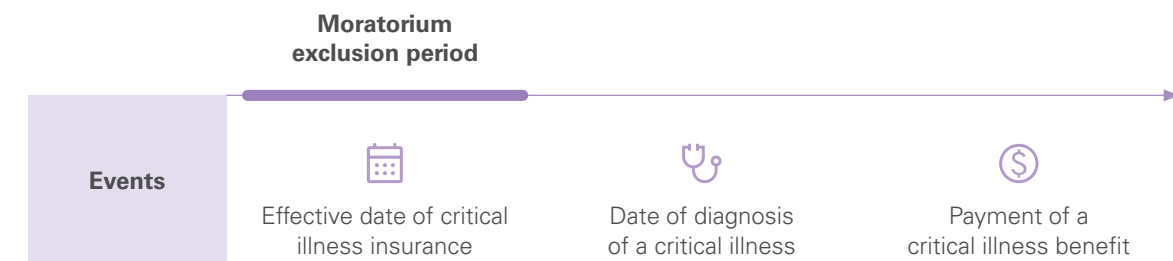 Moratorium
exclusion period
Events
Effective date of critical
illness insurance
Date of diagnosis
of a critical illness
Payment of a
critical illness benefit